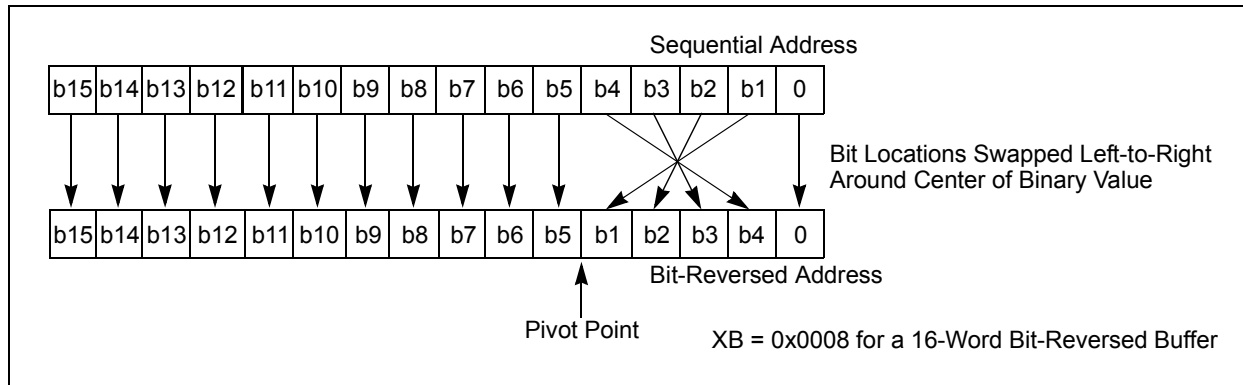 Sequential Address
b15 b14 b13 b12 b11 b10 b9 b8 b7 b6 b5 b4 b3 b2 b1 0
Bit Locations Swapped Left-to-Right
Around Center of Binary Value
b15 b14 b13 b12 b11 b10 b9 b8 b7 b6 b5 b1 b2 b3 b4 0
Bit-Reversed Address
Pivot Point
XB = 0x0008 for a 16-Word Bit-Reversed Buffer